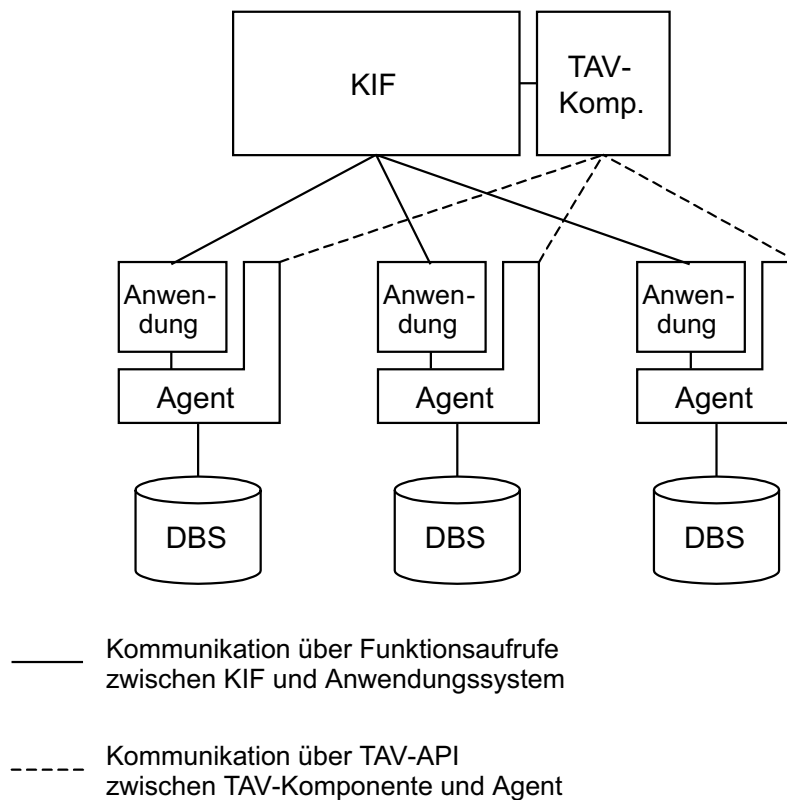 KIF
TAV-
Komp.
Anwen-
dung
Anwen-
dung
Anwen-
dung
Agent
Agent
Agent
DBS
DBS
DBS
Kommunikation über Funktionsaufrufe
zwischen KIF und Anwendungssystem
Kommunikation über TAV-API
zwischen TAV-Komponente und Agent